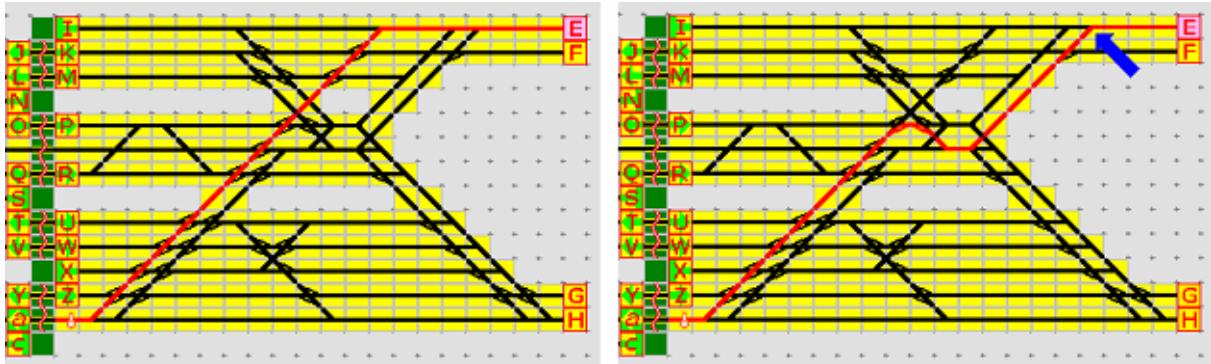 I E
J K F
L M
N
O P
Q R
S
T U
V W
X
Y Z G
a H
C
I E
J K F
L M
N
O P
Q R
S
T U
V W
X
Y Z G
a H
C